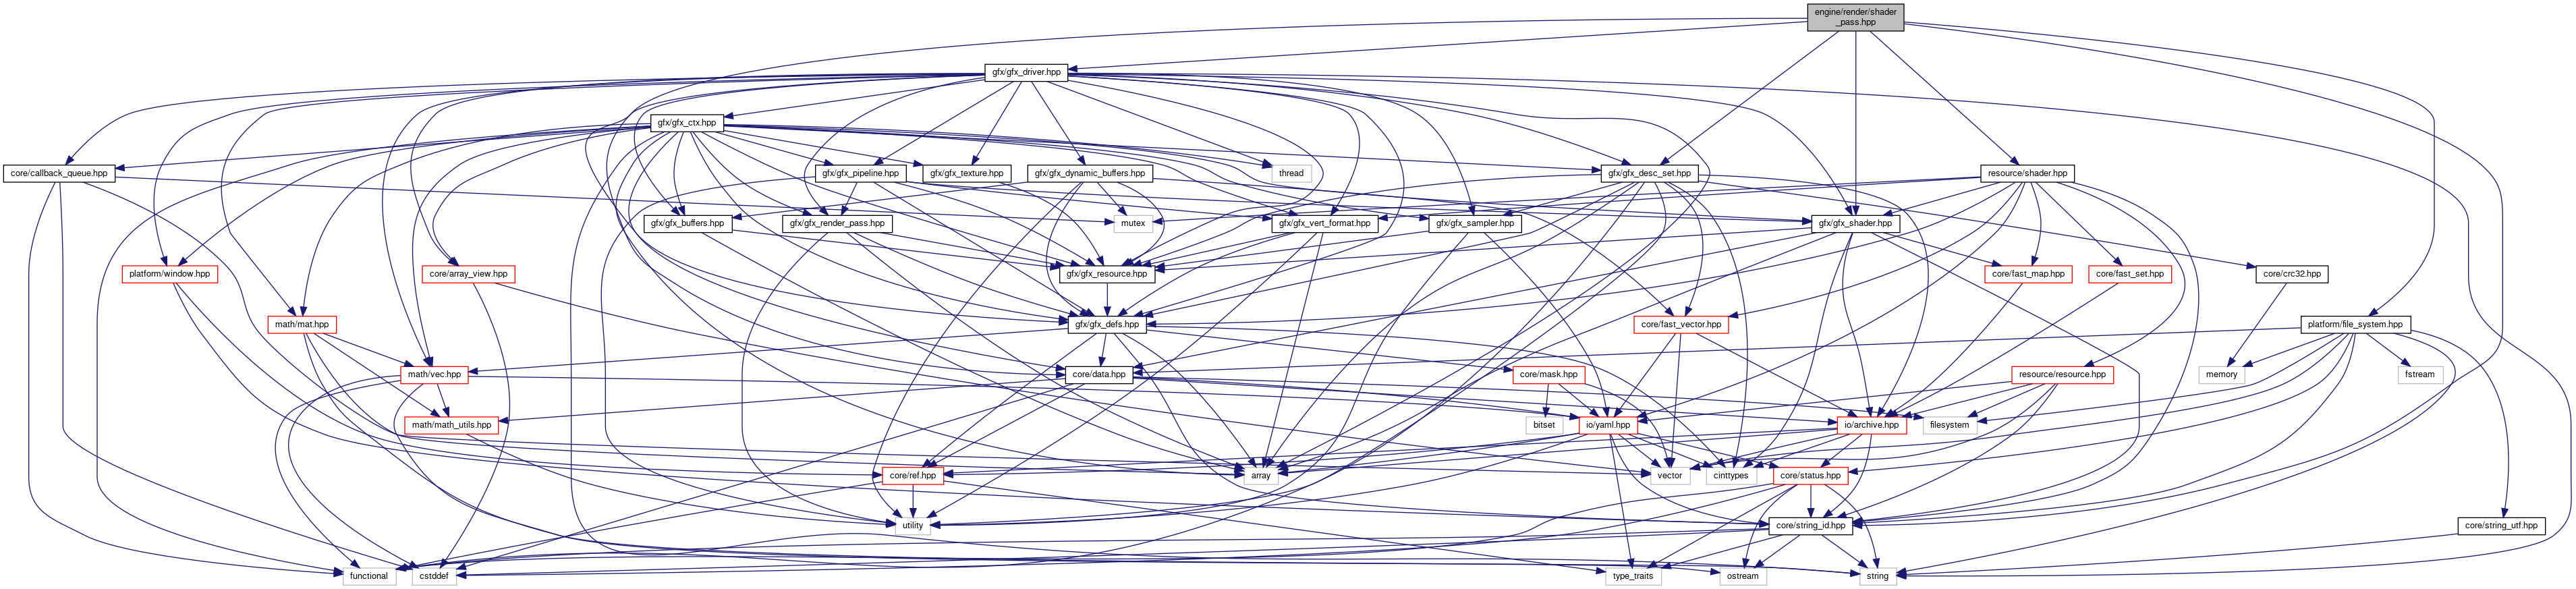 engine/render/shader
_pass.hpp
gfx/gfx_driver.hpp
gfx/gfx_ctx.hpp
core/callback_queue.hpp
gfx/gfx_pipeline.hpp
gfx/gfx_texture.hpp
gfx/gfx_dynamic_buffers.hpp
thread
gfx/gfx_desc_set.hpp
resource/shader.hpp
gfx/gfx_buffers.hpp
gfx/gfx_render_pass.hpp
mutex
gfx/gfx_vert_format.hpp
gfx/gfx_sampler.hpp
gfx/gfx_shader.hpp
platform/window.hpp
core/array_view.hpp
gfx/gfx_resource.hpp
core/fast_map.hpp
core/fast_set.hpp
core/crc32.hpp
math/mat.hpp
gfx/gfx_defs.hpp
core/fast_vector.hpp
platform/file_system.hpp
math/vec.hpp
core/data.hpp
core/mask.hpp
resource/resource.hpp
memory
fstream
math/math_utils.hpp
bitset
io/yaml.hpp
io/archive.hpp
filesystem
core/ref.hpp
array
vector
cinttypes
core/status.hpp
utility
core/string_id.hpp
core/string_utf.hpp
functional
cstddef
type_traits
ostream
string